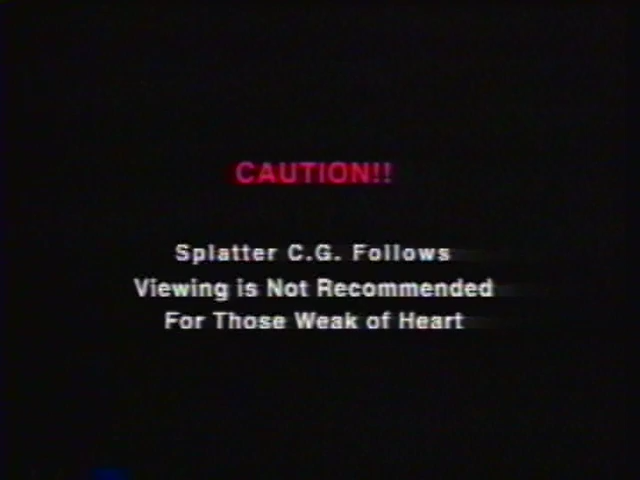 CAUTION!!
Splatter C.G. Follows
Viewing is Not Recommended
For Those Weak of Heart